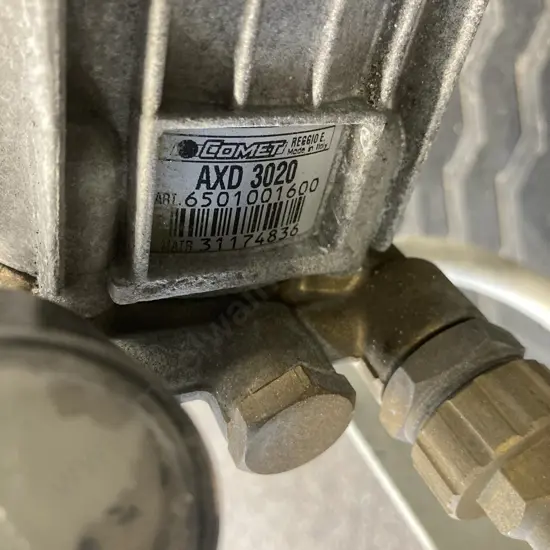 COMET REGGIO E.
Made in Italy
AXD 3020
ART. 6501001600
MATR 31174836